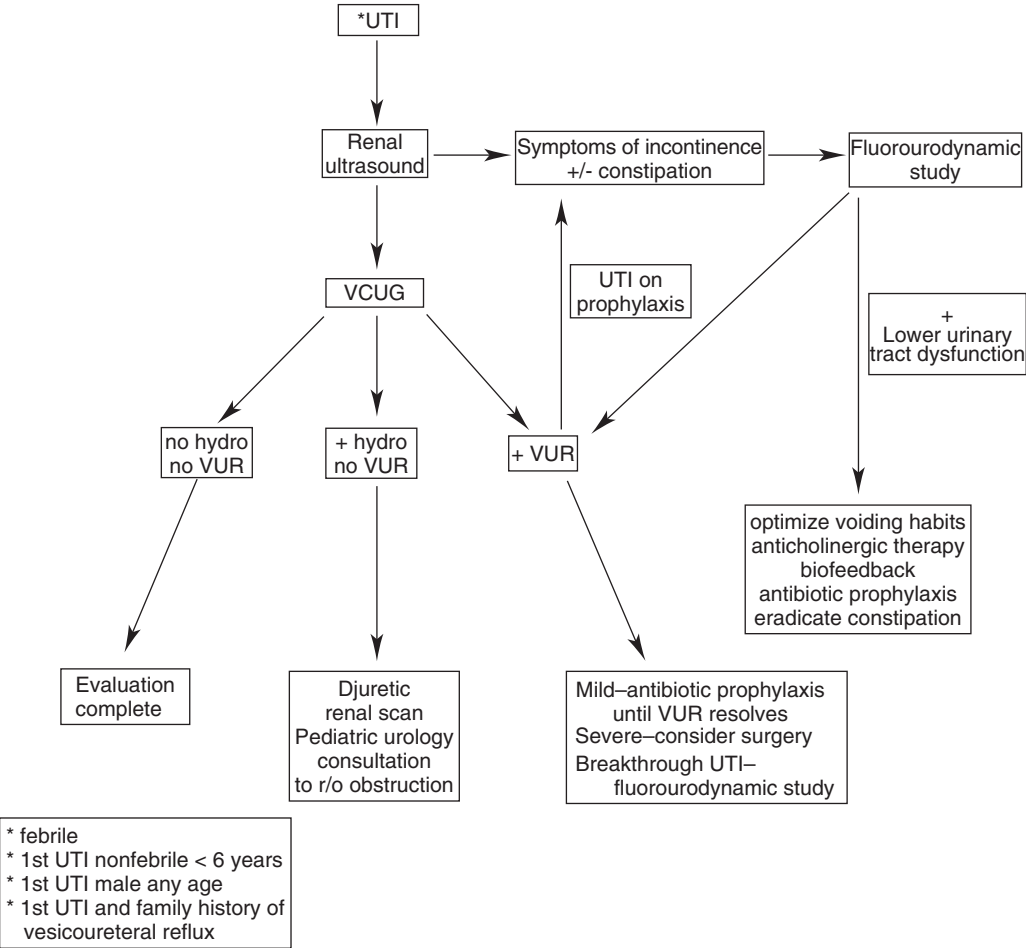 *UTI
Renal
ultrasound
Symptoms of incontinence
+/- constipation
Fluorourodynamic
study
VCUG
UTI on
prophylaxis
+
Lower urinary
tract dysfunction
no hydro
no VUR
+ hydro
no VUR
+ VUR
optimize voiding habits
anticholinergic therapy
biofeedback
antibiotic prophylaxis
eradicate constipation
Evaluation
complete
Djuretic
renal scan
Pediatric urology
consultation
to r/o obstruction
Mild–antibiotic prophylaxis
until VUR resolves
Severe–consider surgery
Breakthrough UTI–
fluorourodynamic study
* febrile
* 1st UTI nonfebrile < 6 years
* 1st UTI male any age
* 1st UTI and family history of
vesicoureteral reflux